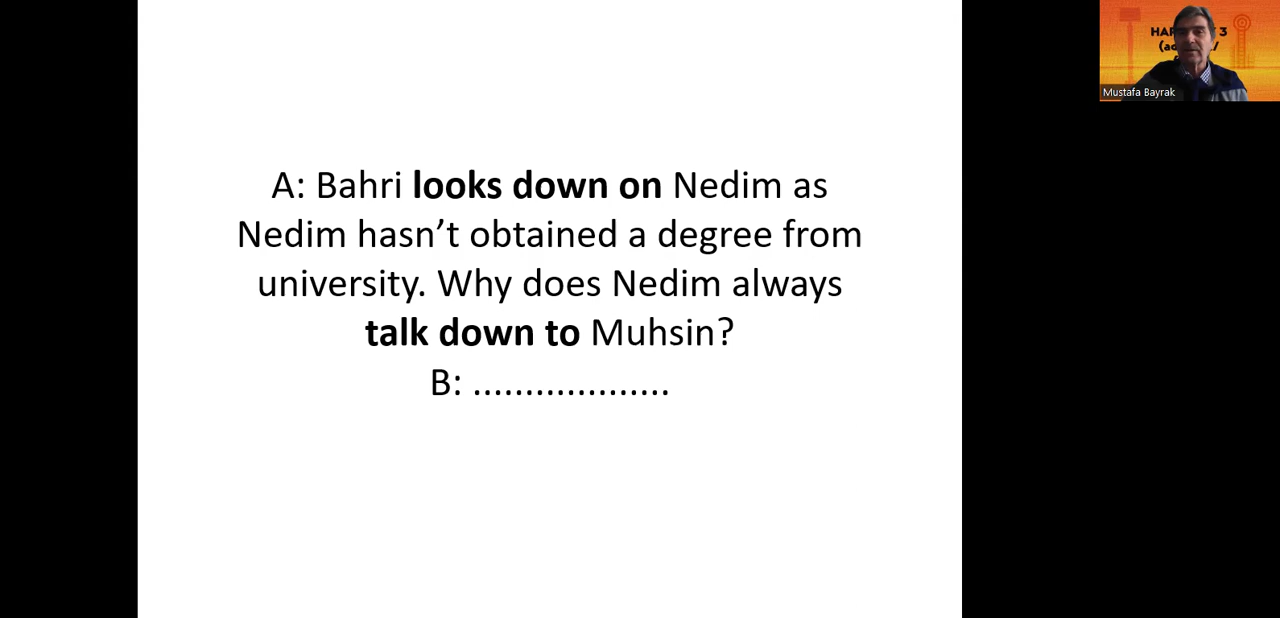 A: Bahri looks down on Nedim as
Nedim hasn’t obtained a degree from
university. Why does Nedim always
talk down to Muhsin?
B: ...................
Mustafa Bayrak